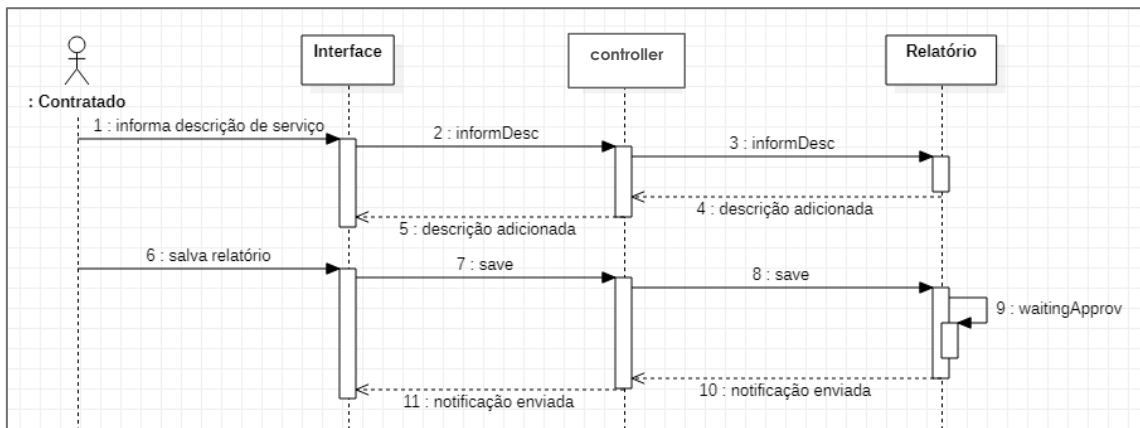 Interface
controller
Relatório
: Contratado
1 : informa descrição de serviço
2 : informDesc
3 : informDesc
4 : descrição adicionada
5 : descrição adicionada
6 : salva relatório
7 : save
8 : save
9 : waitingApprov
10 : notificação enviada
11 : notificação enviada